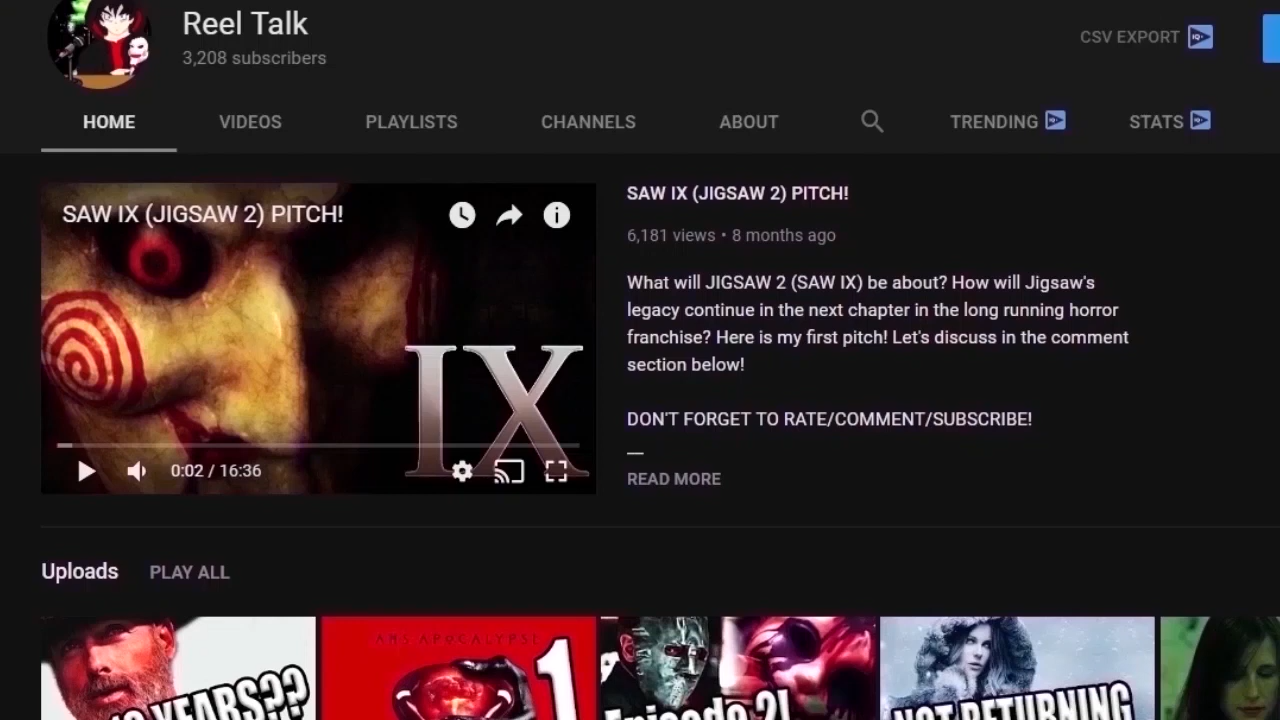 Reel Talk
3,208 subscribers
CSV EXPORT
HOME
VIDEOS
PLAYLISTS
CHANNELS
ABOUT
TRENDING
STATS
SAW IX (JIGSAW 2) PITCH!
IX
0:02 / 16:36
SAW IX (JIGSAW 2) PITCH!
6,181 views • 8 months ago
What will JIGSAW 2 (SAW IX) be about? How will Jigsaw's
legacy continue in the next chapter in the long running horror
franchise? Here is my first pitch! Let's discuss in the comment
section below!
DON'T FORGET TO RATE/COMMENT/SUBSCRIBE!
—
READ MORE
Uploads
PLAY ALL
YEARS??
AHS APOCALYPSE
1
Episode 2!
NOT RETURNING